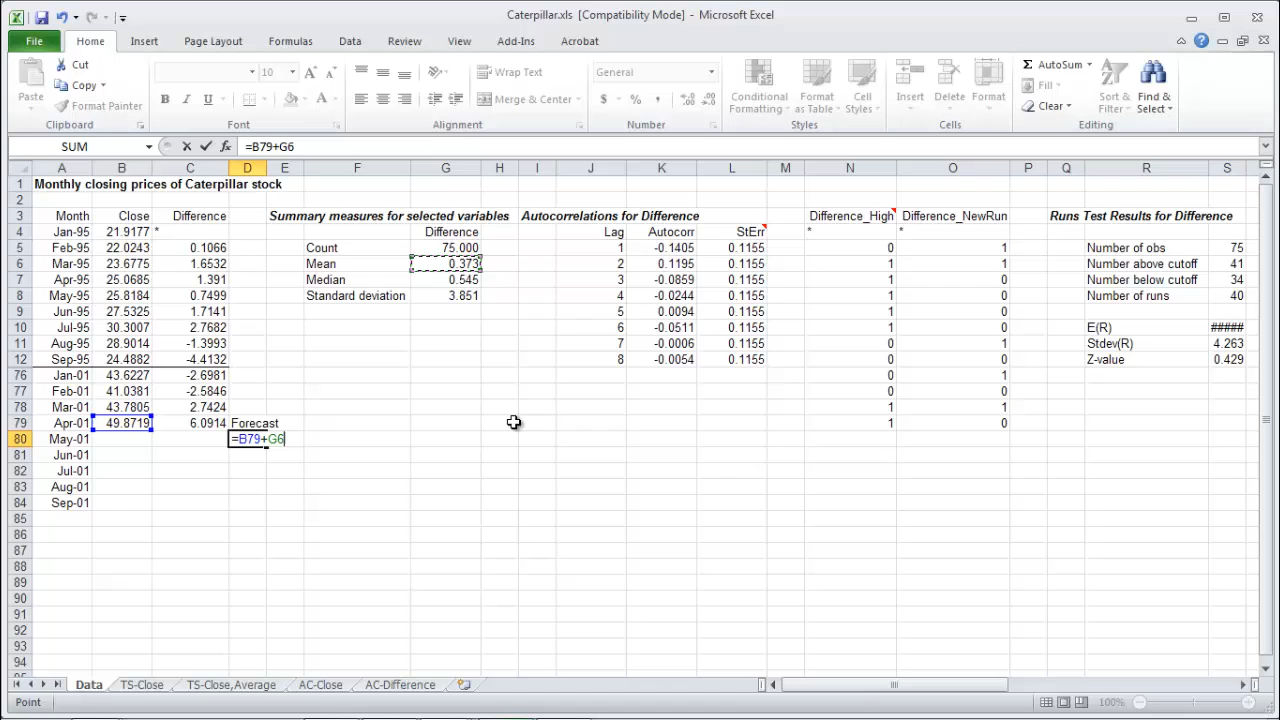 Caterpillar.xls [Compatibility Mode] - Microsoft Excel
File Home Insert Page Layout Formulas Data Review View Add-Ins Acrobat
Paste Cut Copy Format Painter Clipboard
10 B I U A A A Font
Wrap Text Merge & Center Alignment
General $ % , Number
Conditional Formatting Format as Table Cell Styles Styles
Insert Delete Format Cells
Σ AutoSum Fill Clear Sort & Filter Find & Select Editing
SUM fx =B79+G6
A B C D E F G H I J K L M N O P Q R S
1 Monthly closing prices of Caterpillar stock
2
3 Month Close Difference Summary measures for selected variables Autocorrelations for Difference Difference_High Difference_NewRun Runs Test Results for Difference
4 Jan-95 21.9177 * Difference Lag Autocorr StErr * *
5 Feb-95 22.0243 0.1066 Count 75.000 1 -0.1405 0.1155 0 1 Number of obs 75
6 Mar-95 23.6775 1.6532 Mean 0.373 2 0.1195 0.1155 1 1 Number above cutoff 41
7 Apr-95 25.0685 1.391 Median 0.545 3 -0.0859 0.1155 1 0 Number below cutoff 34
8 May-95 25.8184 0.7499 Standard deviation 3.851 4 -0.0244 0.1155 1 0 Number of runs 40
9 Jun-95 27.5325 1.7141 5 0.0094 0.1155 1 0
10 Jul-95 30.3007 2.7682 6 -0.0511 0.1155 1 0 E(R) #####
11 Aug-95 28.9014 -1.3993 7 -0.0006 0.1155 0 1 Stdev(R) 4.263
12 Sep-95 24.4882 -4.4132 8 -0.0054 0.1155 0 0 Z-value 0.429
76 Jan-01 43.6227 -2.6981 0 1
77 Feb-01 41.0381 -2.5846 0 0
78 Mar-01 43.7805 2.7424 1 1
79 Apr-01 49.8719 6.0914 Forecast 1 0
80 May-01 =B79+G6
81 Jun-01
82 Jul-01
83 Aug-01
84 Sep-01
85
86
87
88
89
90
91
92
93
94
Data TS-Close TS-Close,Average AC-Close AC-Difference
Point 100%